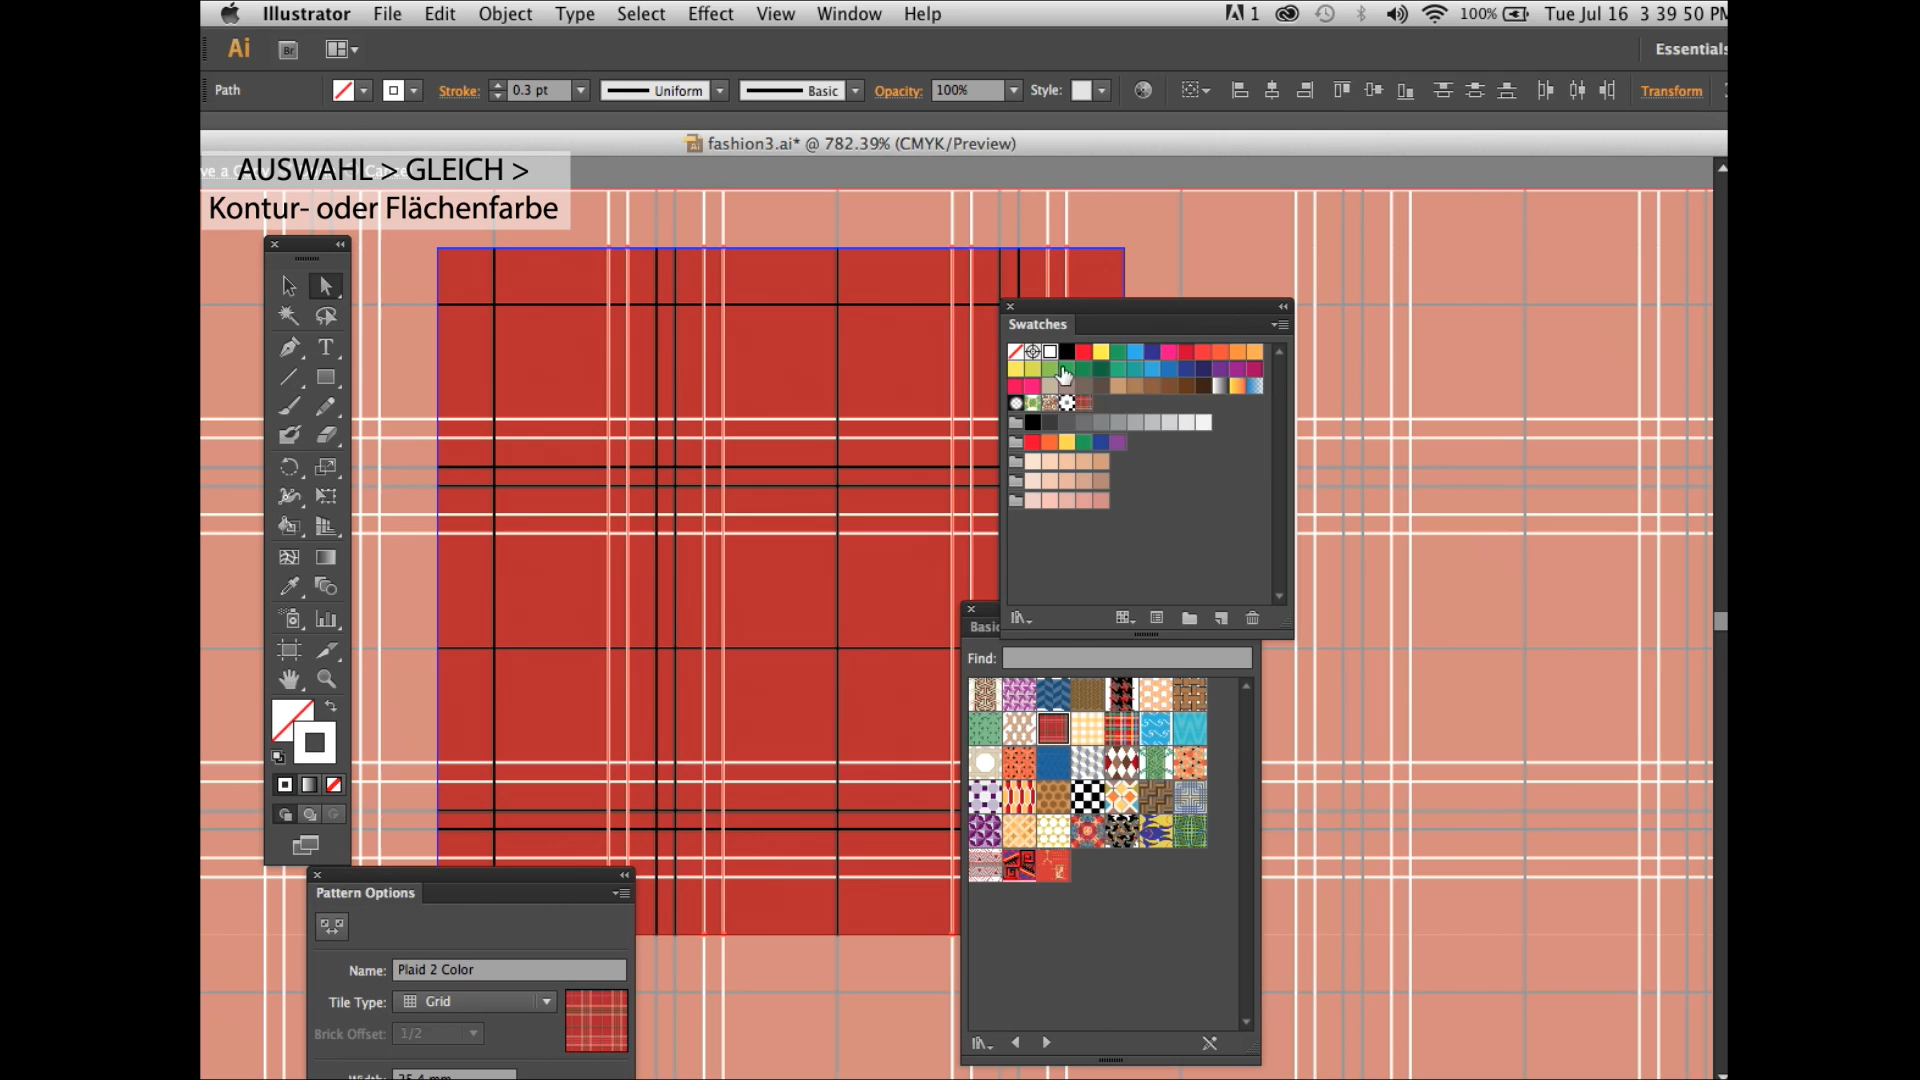 Illustrator File Edit Object Type Select Effect View Window Help 1 100% Tue Jul 16 3 39 50 PM
Ai Br Essentials
Path Stroke: 0.3 pt Uniform Basic Opacity: 100% Style: Transform
fashion3.ai* @ 782.39% (CMYK/Preview)
AUSWAHL > GLEICH >
Kontur- oder Flächenfarbe
Swatches
Basic
Find:
Pattern Options
Name: Plaid 2 Color
Tile Type: Grid
Brick Offset: 1/2
Width: 25.4 mm